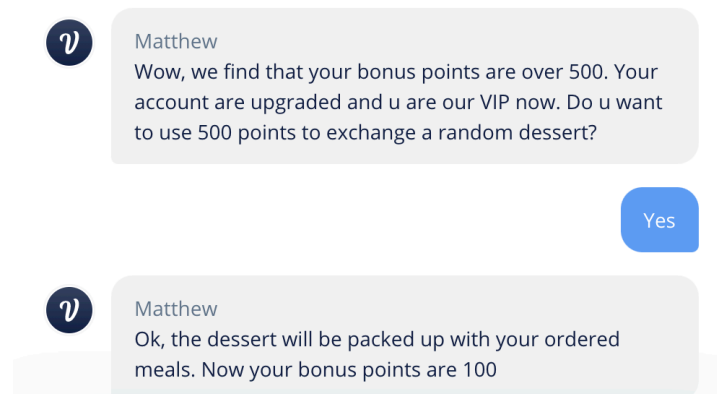 Matthew
Wow, we find that your bonus points are over 500. Your
account are upgraded and u are our VIP now. Do u want
to use 500 points to exchange a random dessert?
Yes
Matthew
Ok, the dessert will be packed up with your ordered
meals. Now your bonus points are 100